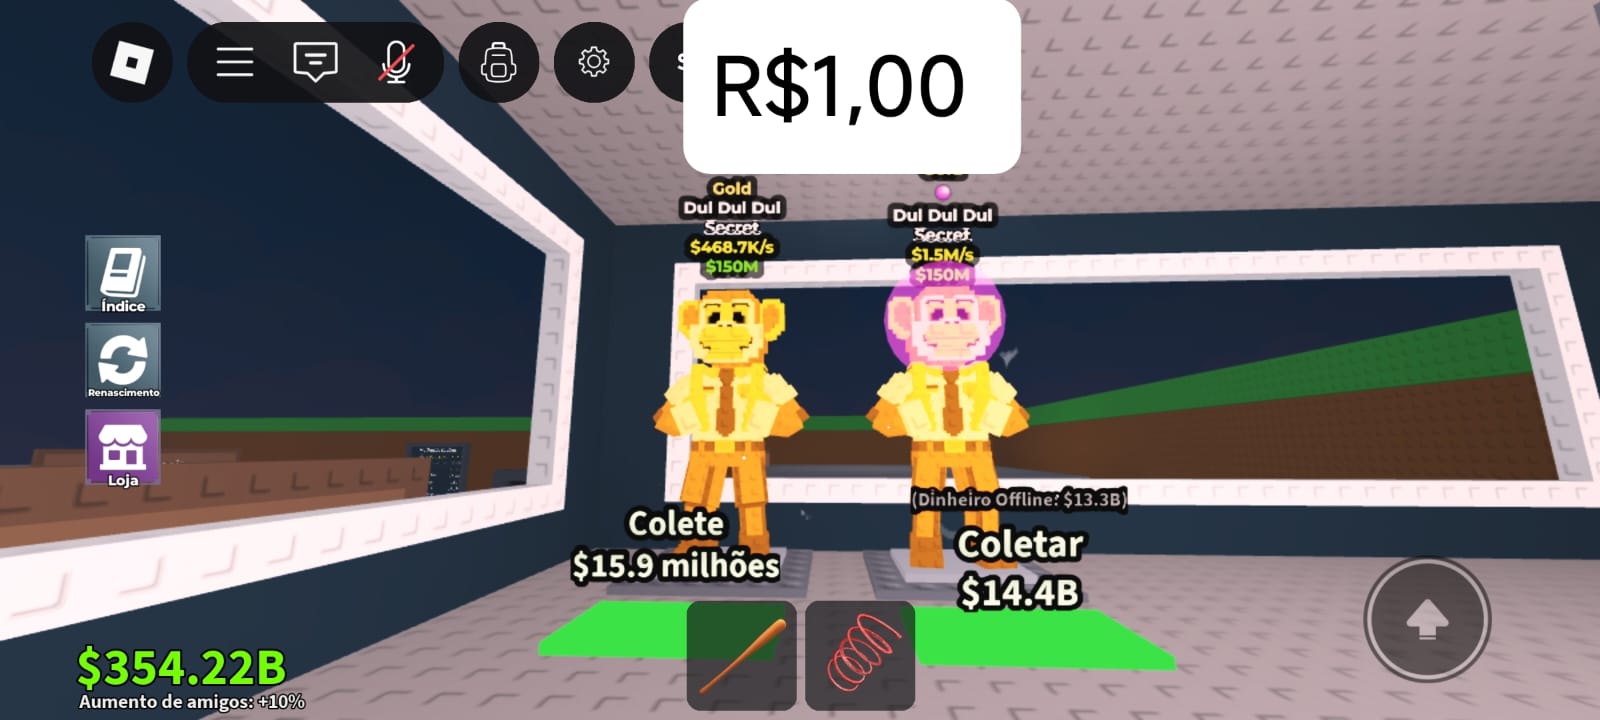 R$1,00
Gold
Dul Dul Dul
Secret
$468.7K/s
$150M
Dul Dul Dul
Secret
$1.5M/s
$150M
Índice
Renascimento
Loja
(Dinheiro Offline: $13.3B)
Colete
$15.9 milhões
Coletar
$14.4B
$354.22B
Aumento de amigos: +10%